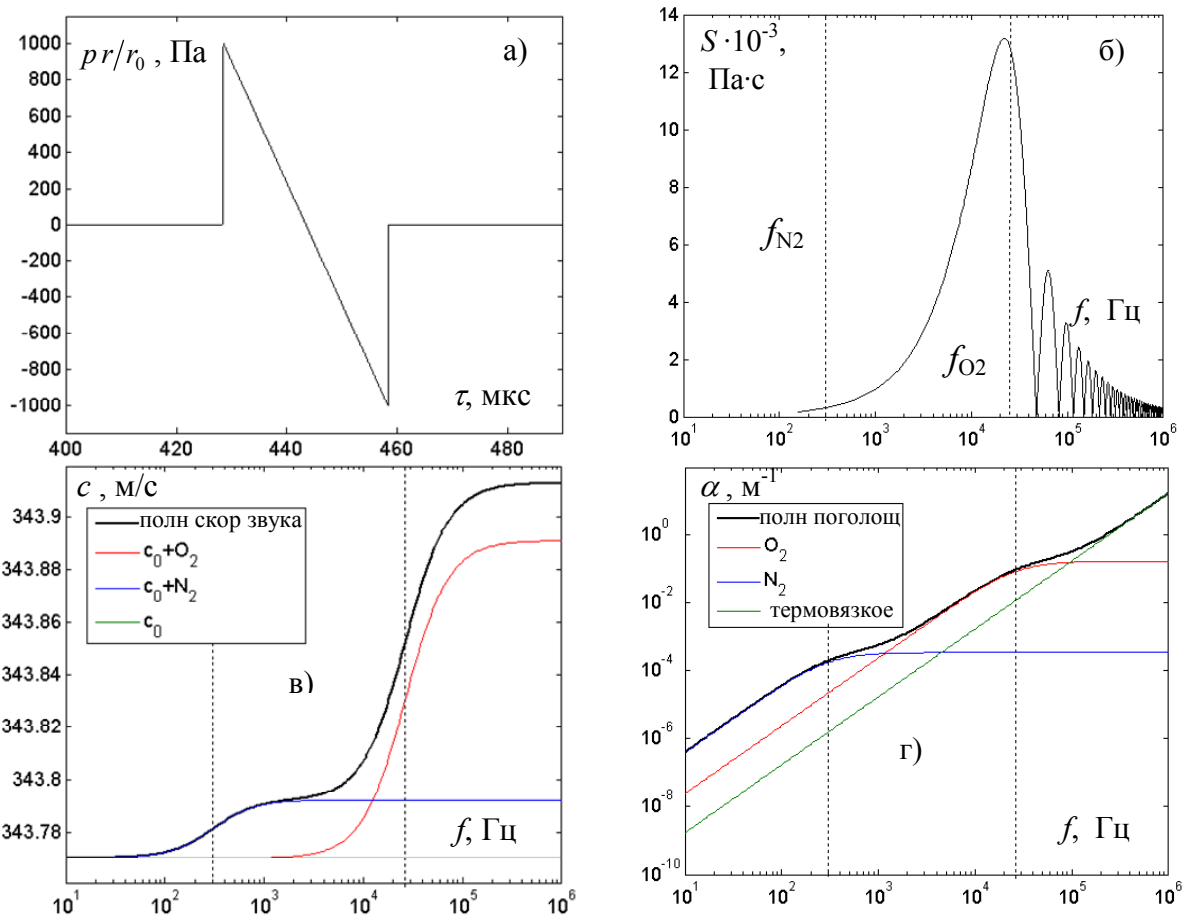 1000
800
600
400
200
0
-200
-400
-600
-800
-1000
p r/r₀ , Па
а)
τ, мкс
400 420 440 460 480
14
12
10
8
6
4
2
0
S·10⁻³,
Па·с
б)
f_N2
f_O2
f, Гц
10¹ 10² 10³ 10⁴ 10⁵ 10⁶
c , м/с
343.9
343.88
343.86
343.84
343.82
343.8
343.78
полн скор звука
c₀+O₂
c₀+N₂
c₀
в)
f, Гц
10¹ 10² 10³ 10⁴ 10⁵ 10⁶
α, м⁻¹
10⁰
10⁻²
10⁻⁴
10⁻⁶
10⁻⁸
10⁻¹⁰
полн поголощ
O₂
N₂
термовязкое
г)
f, Гц
10¹ 10² 10³ 10⁴ 10⁵ 10⁶